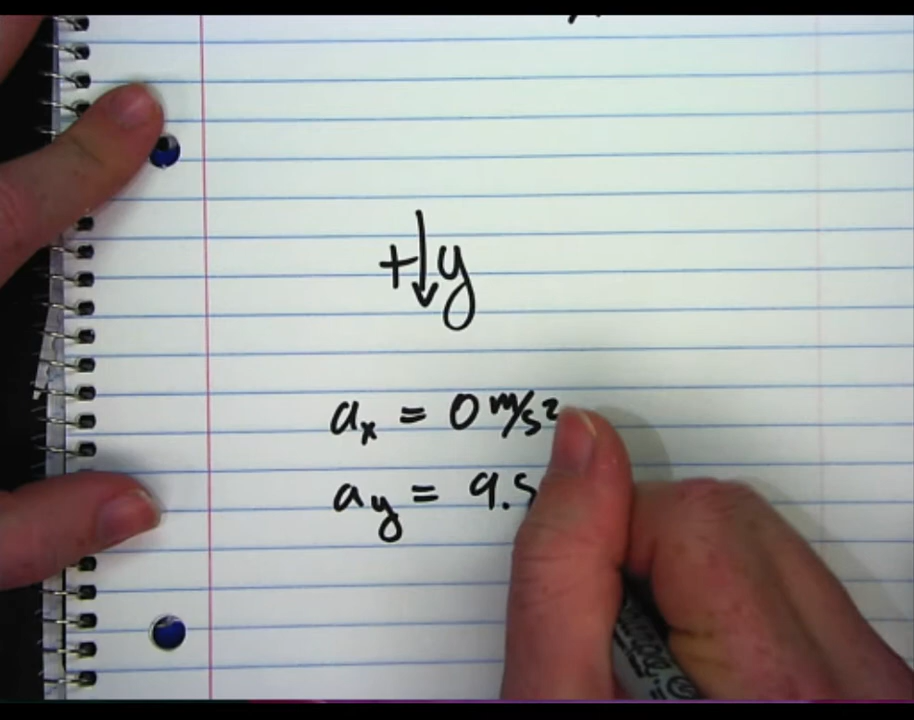 +↓y
aₓ = 0 m/s²
a_y = 9.